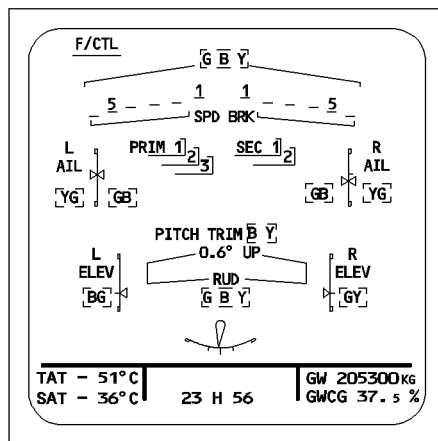 F/CTL
G B Y
5 1 1 5
SPD BRK
L PRIM 1 2 3 SEC 1 2 R
AIL AIL
YG GB GB YG
PITCH TRIM B Y
L 0.6° UP R
ELEV RUD ELEV
BG G B Y GY
TAT - 51°C GW 205300 KG
SAT - 36°C 23 H 56 GWCG 37.5 %